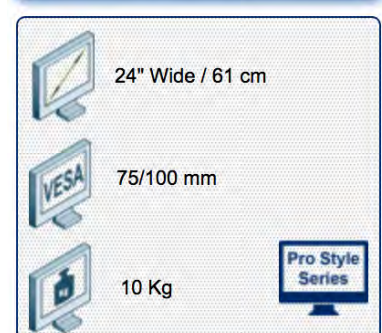 24" Wide / 61 cm
VESA
75/100 mm
10 Kg
Pro Style
Series